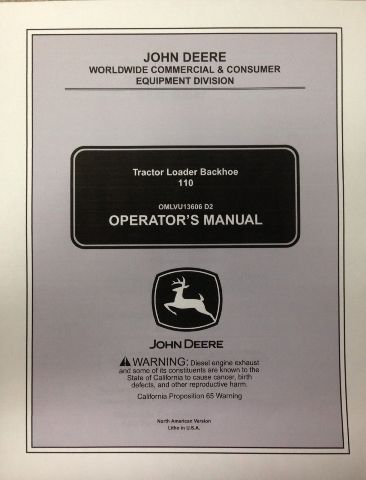 JOHN DEERE
WORLDWIDE COMMERCIAL & CONSUMER
EQUIPMENT DIVISION
Tractor Loader Backhoe
110
OMLVU13606 D2
OPERATOR'S MANUAL
JOHN DEERE
WARNING: Diesel engine exhaust
and some of its constituents are known to the
State of California to cause cancer, birth
defects, and other reproductive harm.
California Proposition 65 Warning
North American Version
Litho in U.S.A.